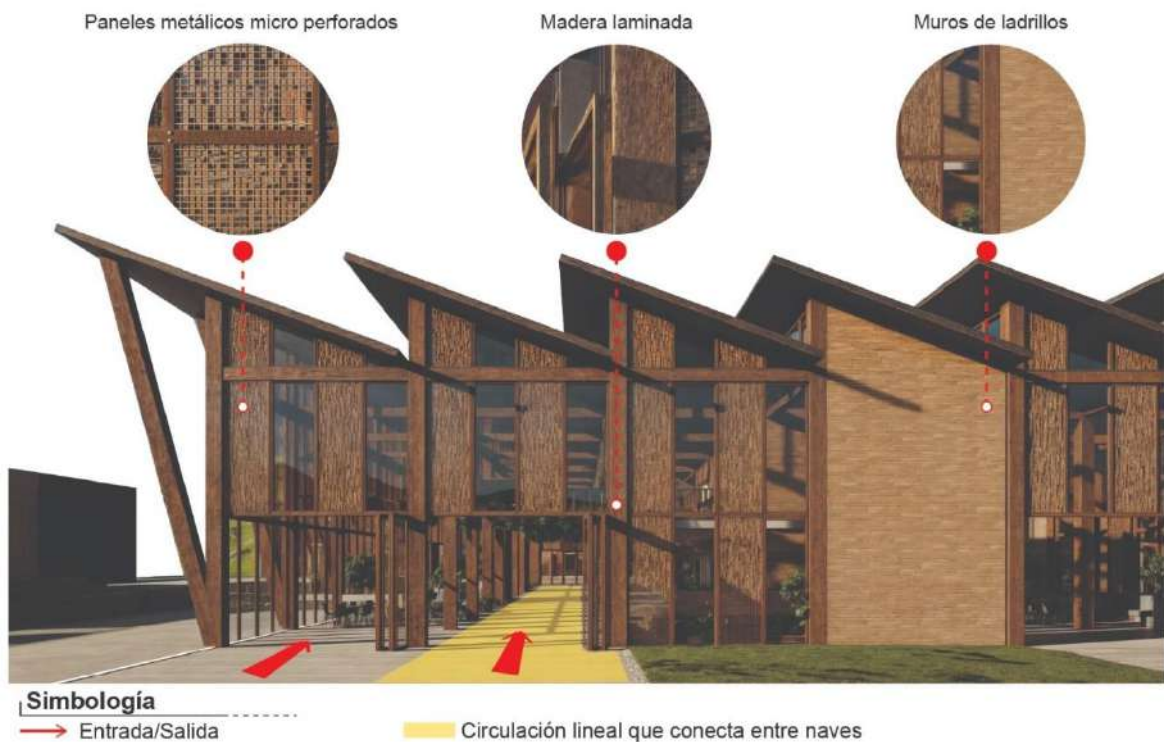 Paneles metálicos micro perforados
Madera laminada
Muros de ladrillos
Simbología
Entrada/Salida
Circulación lineal que conecta entre naves